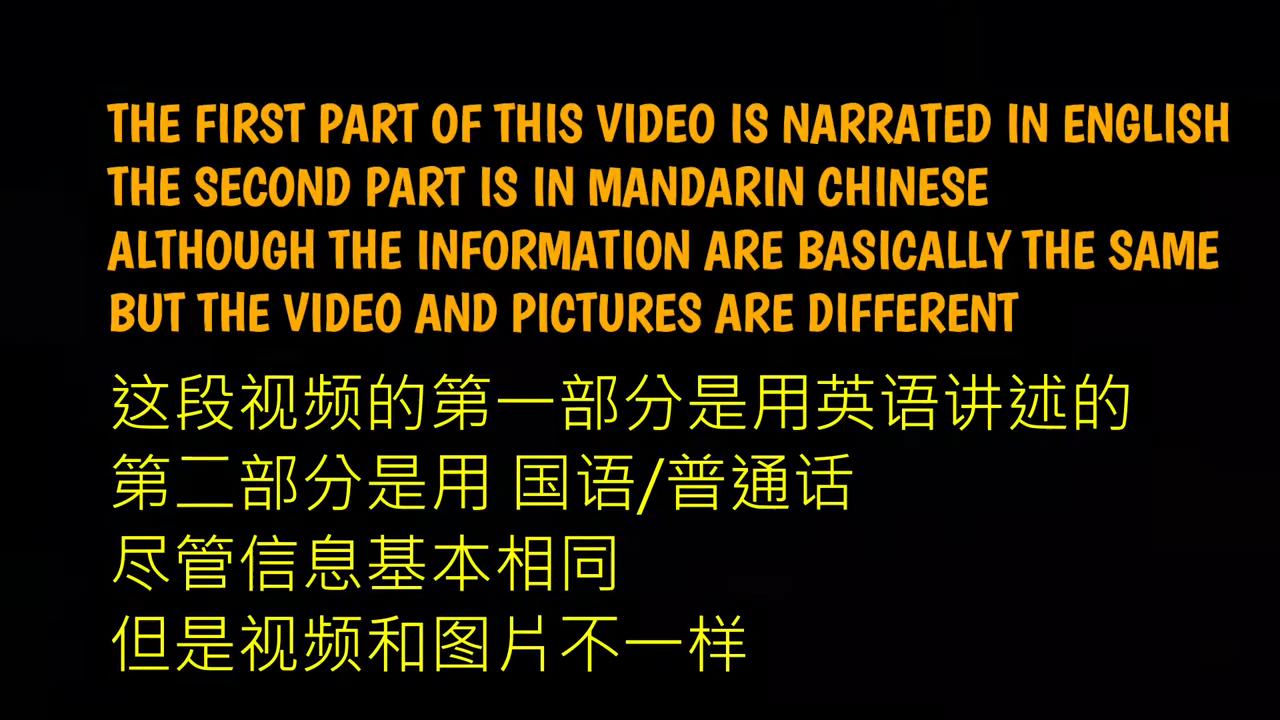 THE FIRST PART OF THIS VIDEO IS NARRATED IN ENGLISH
THE SECOND PART IS IN MANDARIN CHINESE
ALTHOUGH THE INFORMATION ARE BASICALLY THE SAME
BUT THE VIDEO AND PICTURES ARE DIFFERENT
这段视频的第一部分是用英语讲述的
第二部分是用 国语/普通话
尽管信息基本相同
但是视频和图片不一样